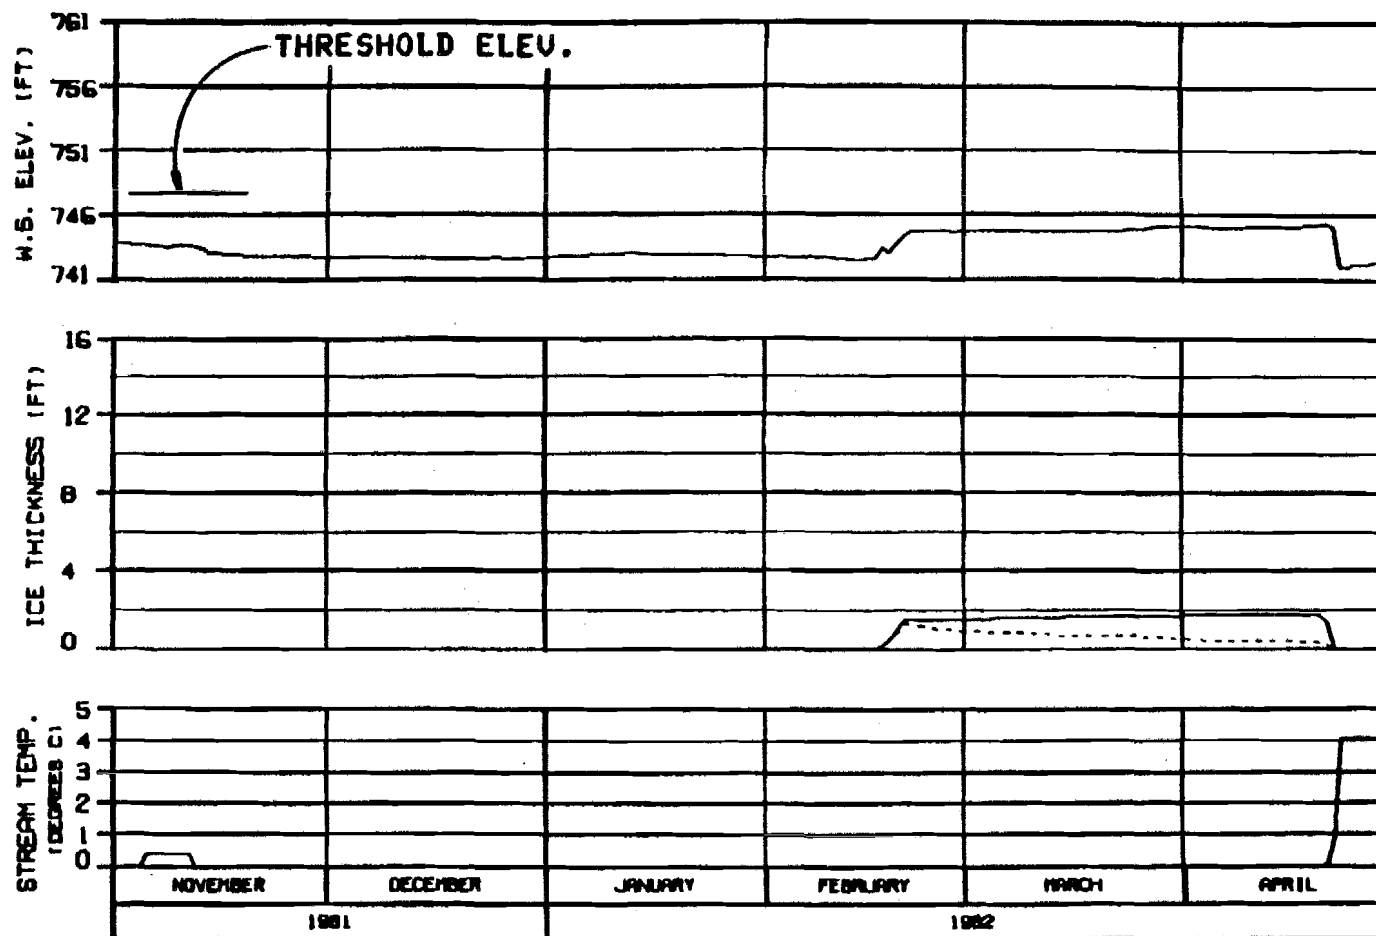 761
THRESHOLD ELEV.
756
751
746
741
W.S. ELEV. (FT)
16
12
8
4
0
ICE THICKNESS (FT)
5
4
3
2
1
0
STREAM TEMP.
(DEGREES C)
NOVEMBER DECEMBER JANUARY FEBRUARY MARCH APRIL
1981 1982